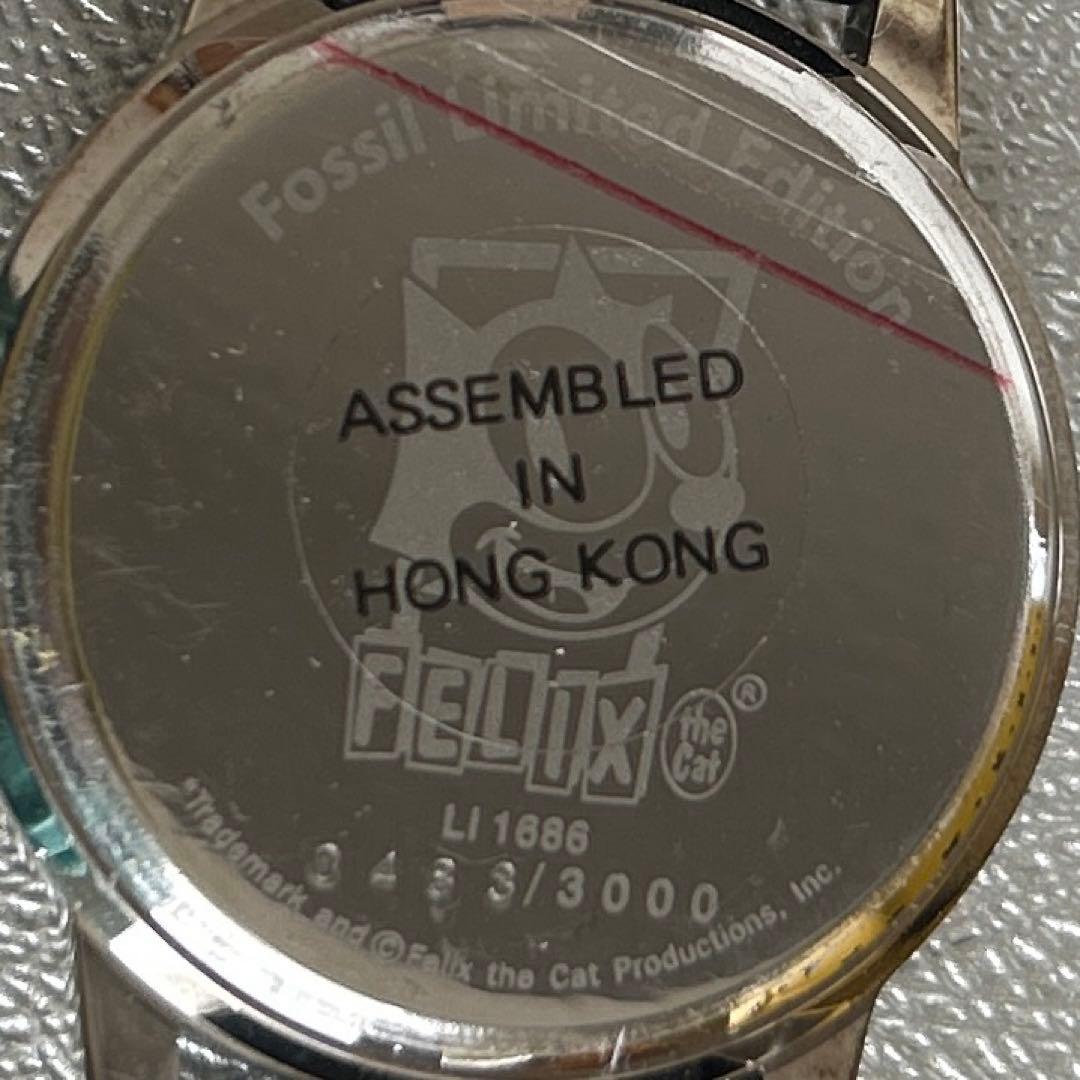 Fossil Limited Edition
ASSEMBLED
IN
HONG KONG
FELIX the Cat ®
LI 1686
/3000
*Trademark and ©Felix the Cat Productions, Inc.